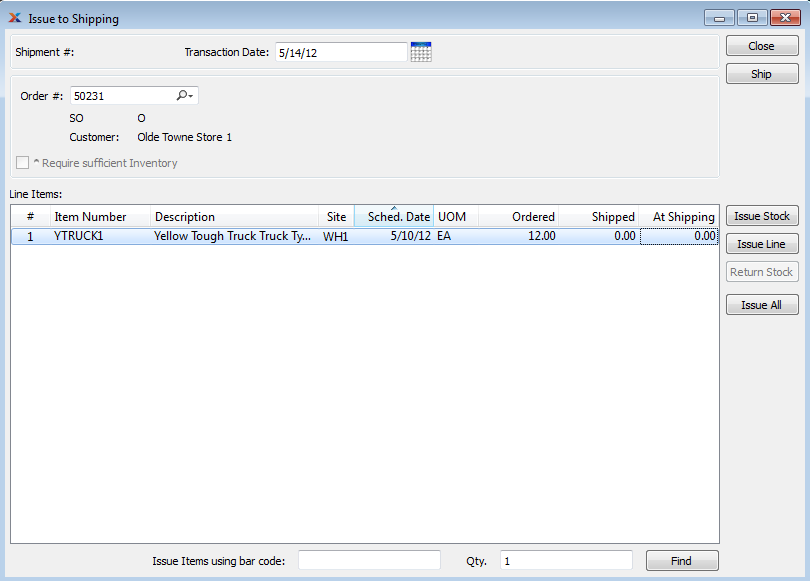 Issue to Shipping
Shipment #: Transaction Date: 5/14/12 Close
Ship
Order #: 50231
SO O
Customer: Olde Towne Store 1
^ Require sufficient Inventory
Line Items:
# Item Number Description Site Sched. Date UOM Ordered Shipped At Shipping Issue Stock
1 YTRUCK1 Yellow Tough Truck Truck Ty... WH1 5/10/12 EA 12.00 0.00 0.00 Issue Line
Return Stock
Issue All
Issue Items using bar code: Qty. 1 Find